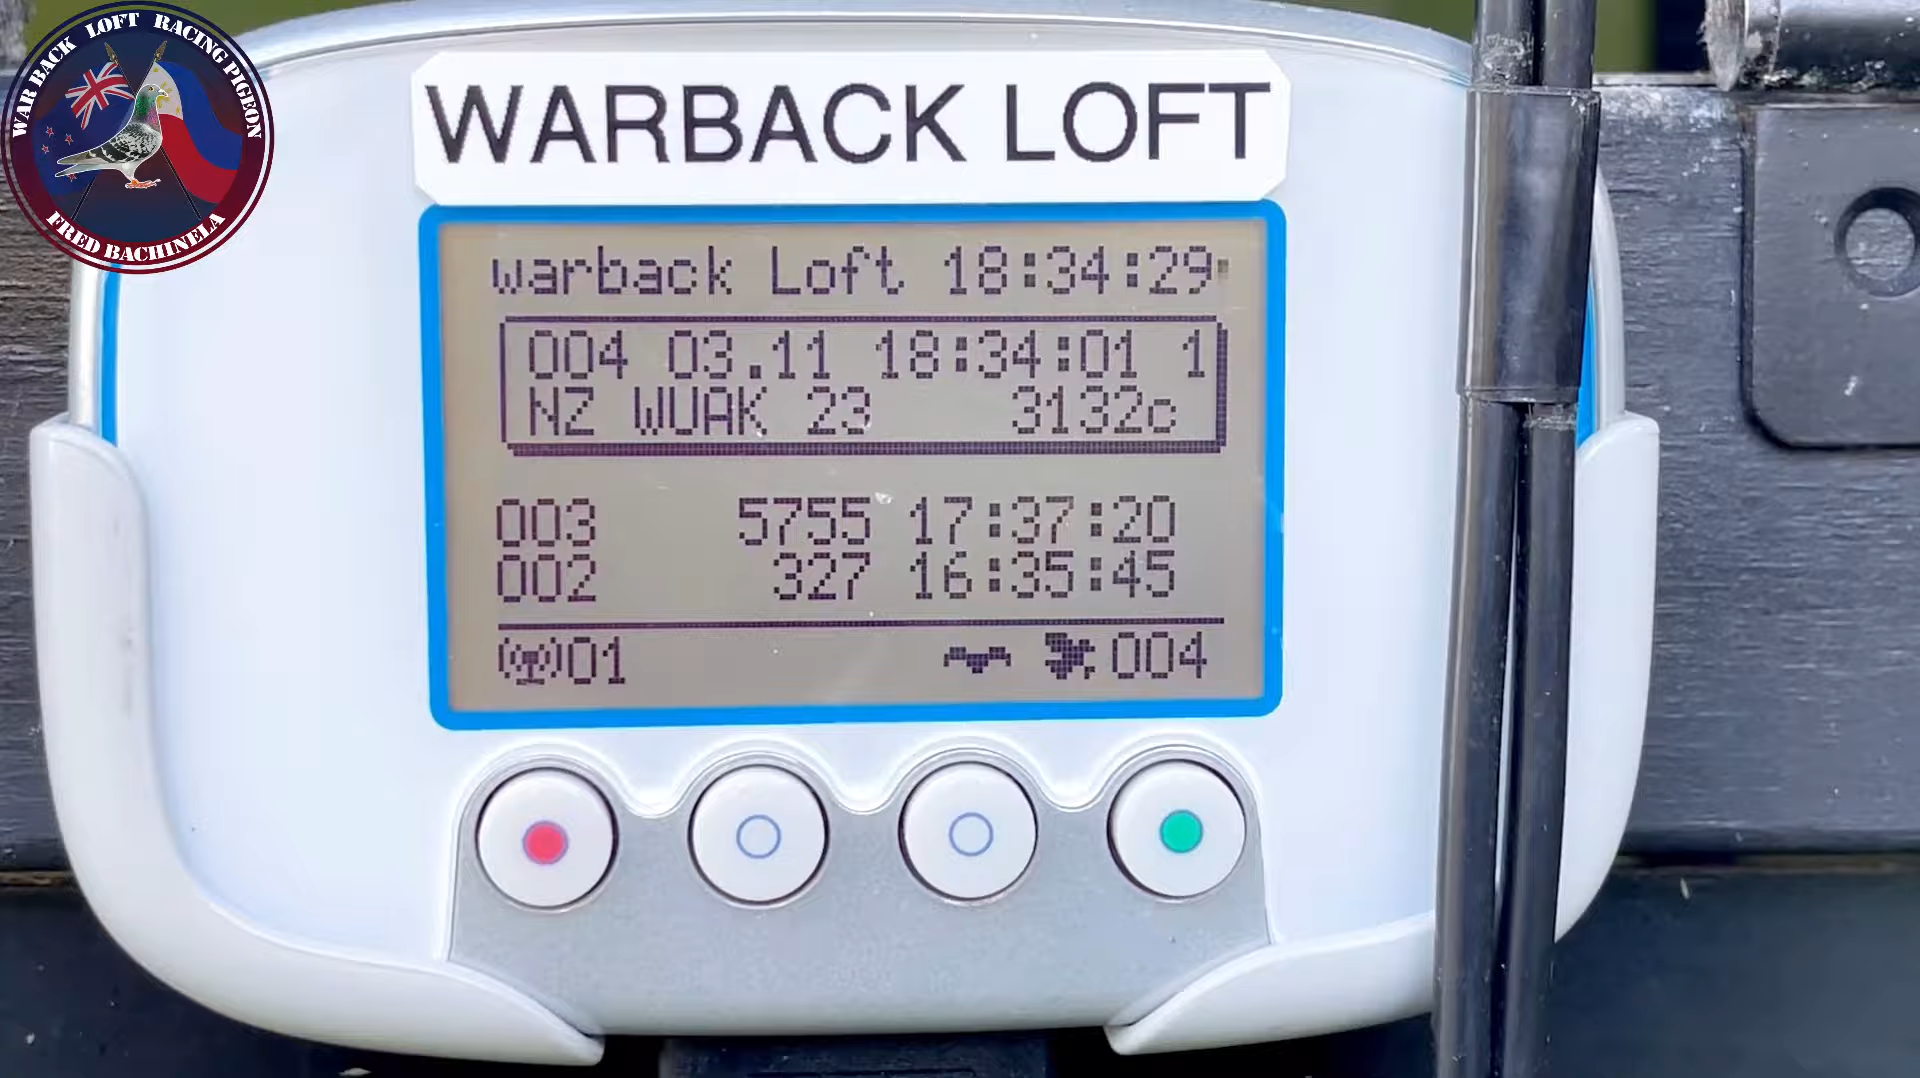 WAR BACK LOFT RACING PIGEON
FRED BACHINELA
WARBACK LOFT
warback Loft 18:34:29
004 03.11 18:34:01 1
NZ WUAK 23 3132c
003 5755 17:37:20
002 327 16:35:45
01 004